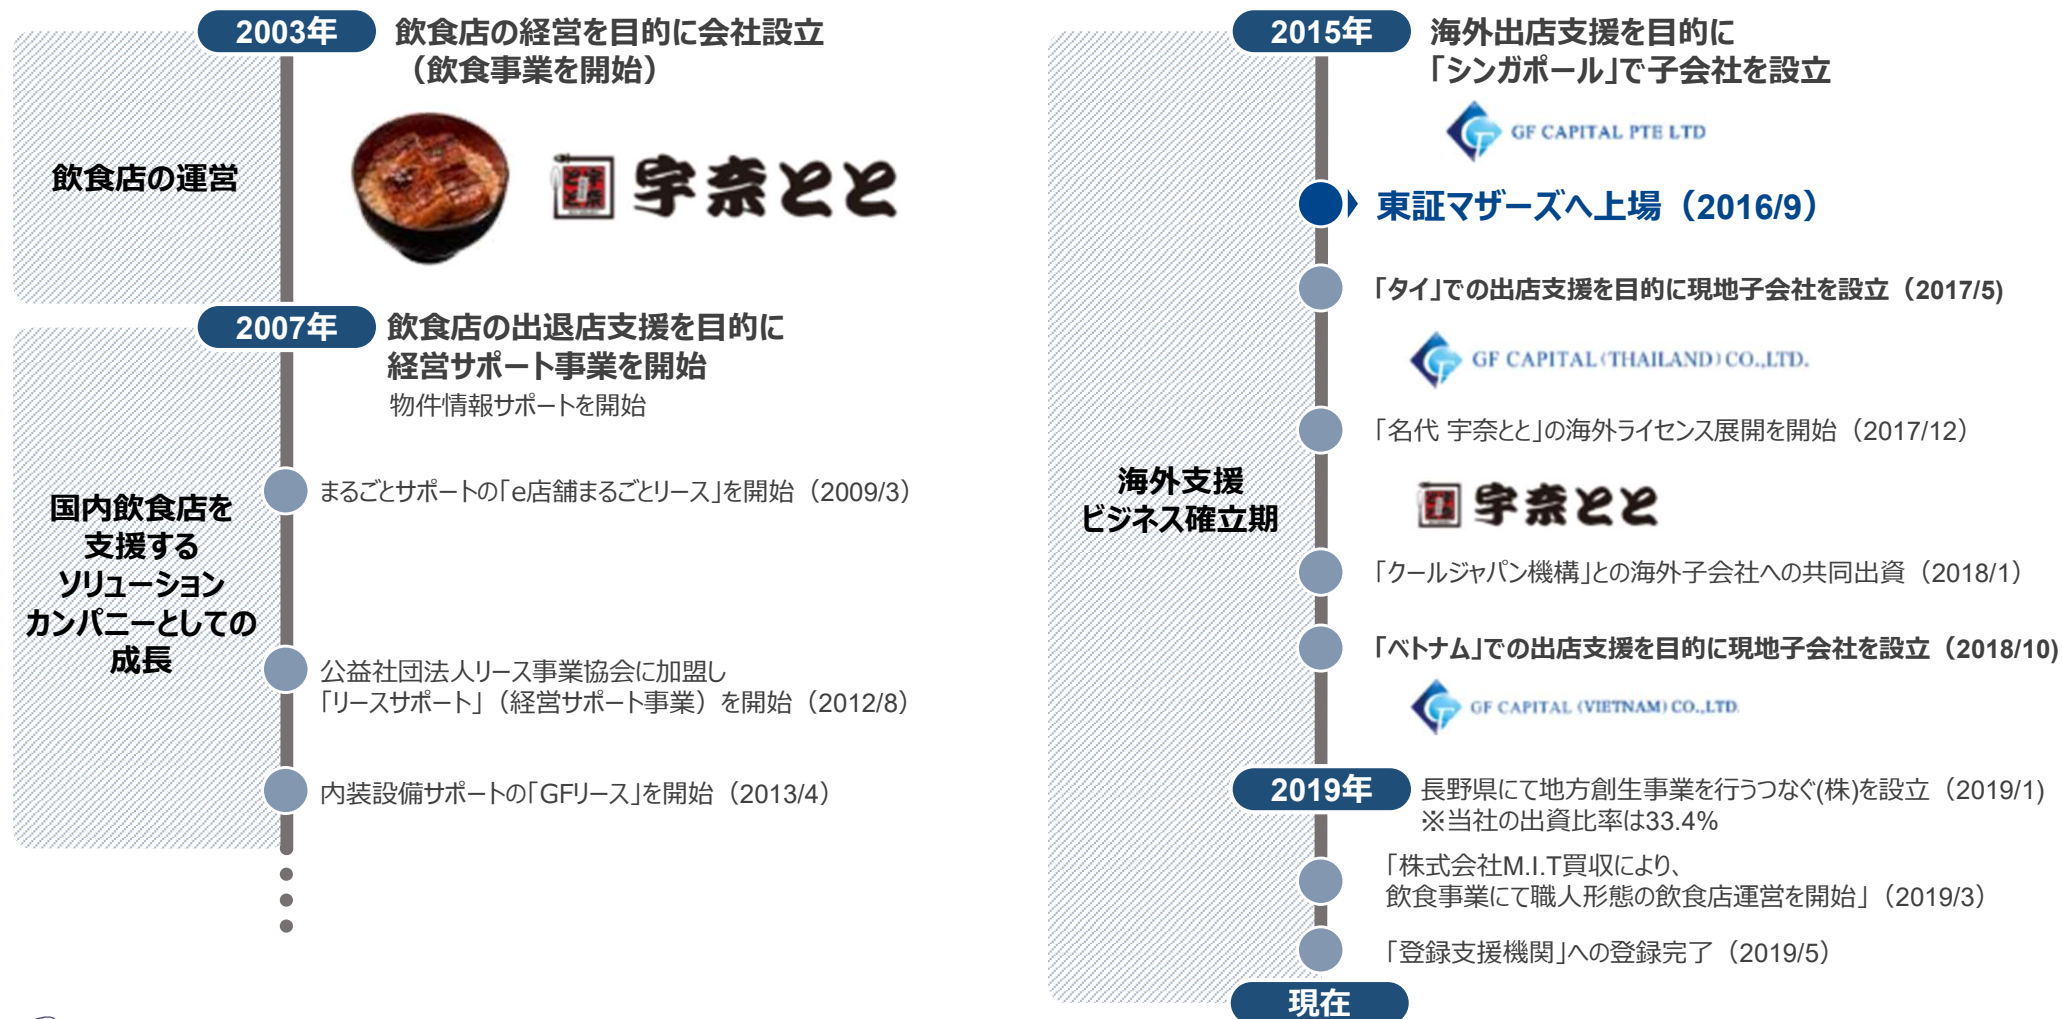 2003年
飲食店の経営を目的に会社設立
（飲食事業を開始）
飲食店の運営
宇奈とと
2007年
飲食店の出退店支援を目的に
経営サポート事業を開始
物件情報サポートを開始
国内飲食店を
支援する
ソリューション
カンパニーとしての
成長
まるごとサポートの「e店舗まるごとリース」を開始（2009/3）
公益社団法人リース事業協会に加盟し
「リースサポート」（経営サポート事業）を開始（2012/8）
内装設備サポートの「GFリース」を開始（2013/4）
2015年
海外出店支援を目的に
「シンガポール」で子会社を設立
GF CAPITAL PTE LTD
東証マザーズへ上場（2016/9）
「タイ」での出店支援を目的に現地子会社を設立（2017/5)
GF CAPITAL (THAILAND) CO.,LTD.
「名代 宇奈とと」の海外ライセンス展開を開始（2017/12）
宇奈とと
海外支援
ビジネス確立期
「クールジャパン機構」との海外子会社への共同出資（2018/1）
「ベトナム」での出店支援を目的に現地子会社を設立（2018/10)
GF CAPITAL (VIETNAM) CO.,LTD.
2019年
長野県にて地方創生事業を行うつなぐ(株)を設立（2019/1)
※当社の出資比率は33.4%
「株式会社M.I.T買収により、
飲食事業にて職人形態の飲食店運営を開始」（2019/3）
「登録支援機関」への登録完了（2019/5）
現在